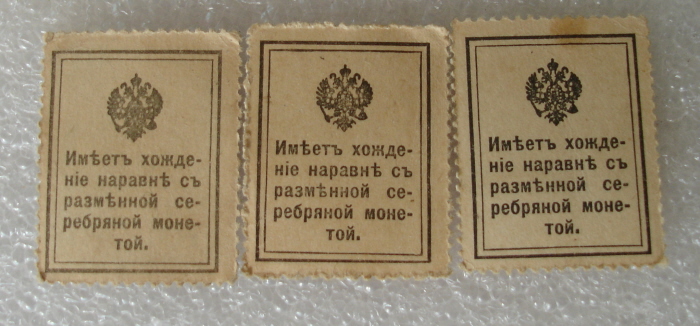 Имѣетъ хожде-
ніе наравнѣ съ
размѣнной се-
ребряной моне-
той.
Имѣетъ хожде-
ніе наравнѣ съ
размѣнной се-
ребряной моне-
той.
Имѣетъ хожде-
ніе наравнѣ съ
размѣнной се-
ребряной моне-
той.